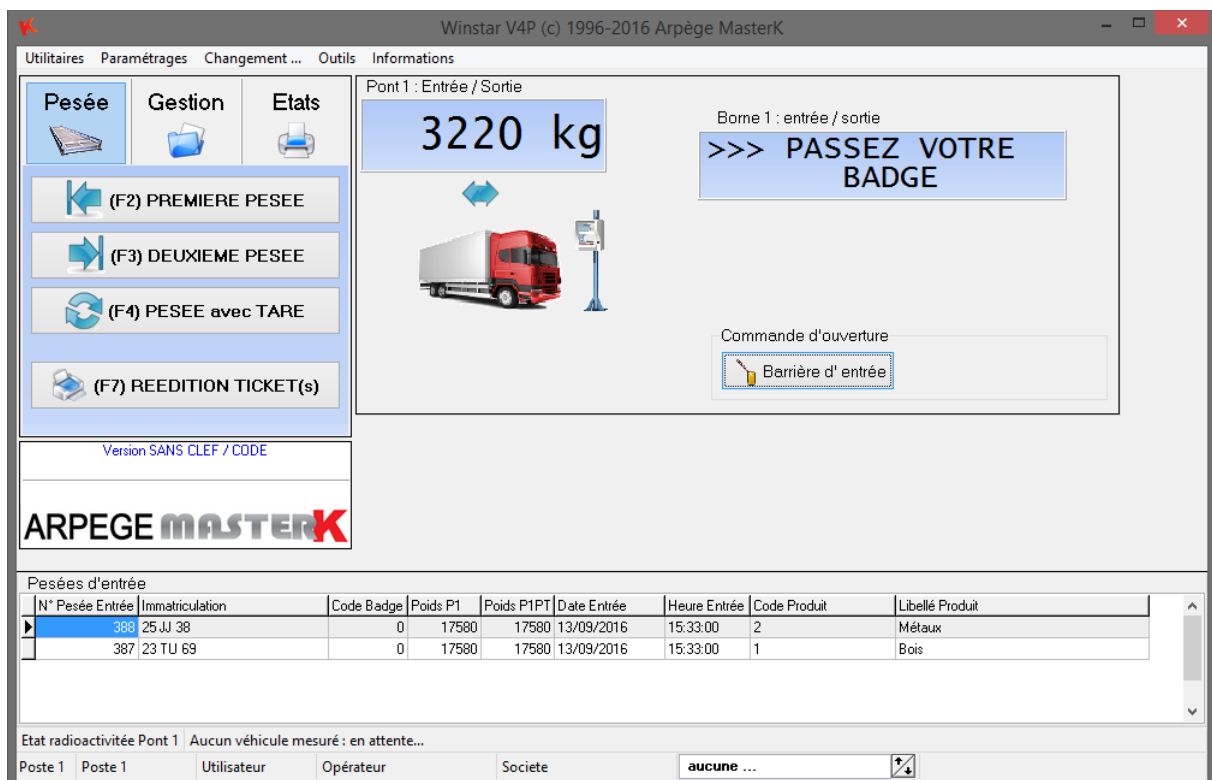 Winstar V4P (c) 1996-2016 Arpège MasterK
Utilitaires Paramétrages Changement ... Outils Informations
Pesée Gestion Etats
(F2) PREMIERE PESEE
(F3) DEUXIEME PESEE
(F4) PESEE avec TARE
(F7) REEDITION TICKET(s)
Version SANS CLEF / CODE
ARPEGE MASTERK
Pont 1 : Entrée / Sortie
3220 kg
Borne 1 : entrée / sortie
>>> PASSEZ VOTRE
BADGE
Commande d'ouverture
Barrière d' entrée
Pesées d'entrée
N° Pesée Entrée Immatriculation Code Badge Poids P1 Poids P1PT Date Entrée Heure Entrée Code Produit Libellé Produit
388 25 JJ 38 0 17580 17580 13/09/2016 15:33:00 2 Métaux
387 23 TU 69 0 17580 17580 13/09/2016 15:33:00 1 Bois
Etat radioactivitée Pont 1 Aucun véhicule mesuré : en attente...
Poste 1 Poste 1 Utilisateur Opérateur Societe aucune ...